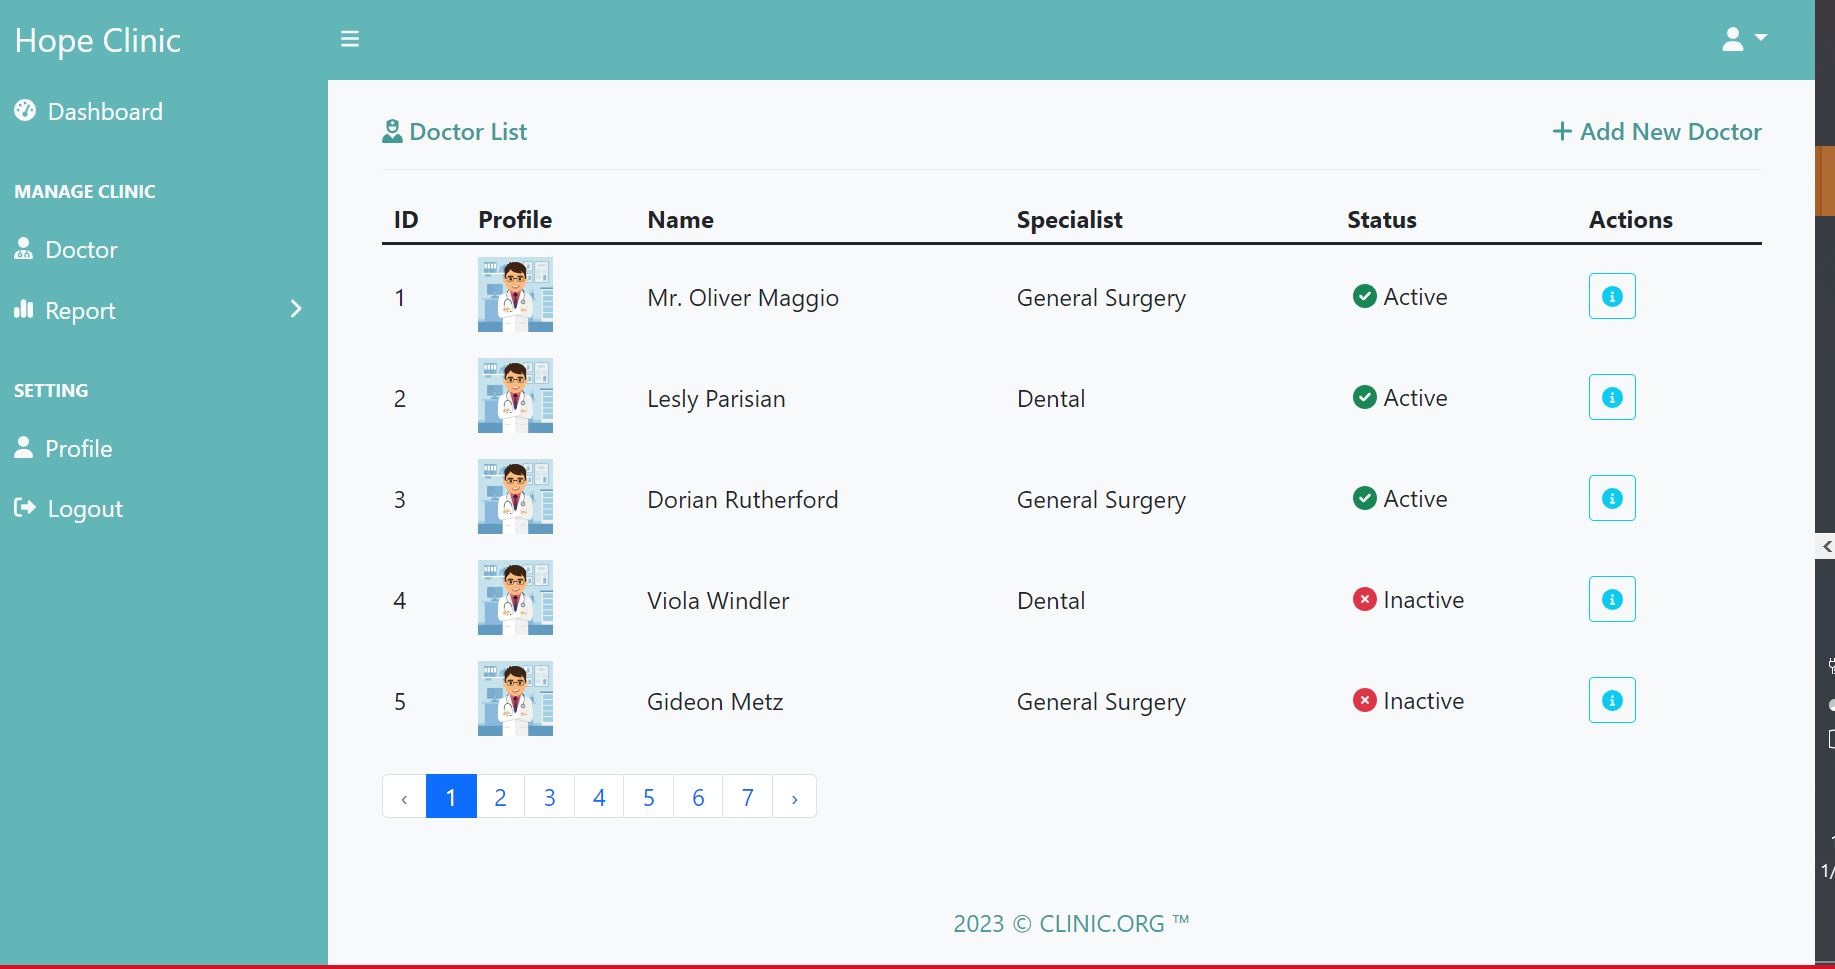 Hope Clinic
Dashboard
MANAGE CLINIC
Doctor
Report
SETTING
Profile
Logout
Doctor List
+ Add New Doctor
ID Profile Name Specialist Status Actions
1 Mr. Oliver Maggio General Surgery Active
2 Lesly Parisian Dental Active
3 Dorian Rutherford General Surgery Active
4 Viola Windler Dental Inactive
5 Gideon Metz General Surgery Inactive
‹ 1 2 3 4 5 6 7 ›
2023 © CLINIC.ORG ™